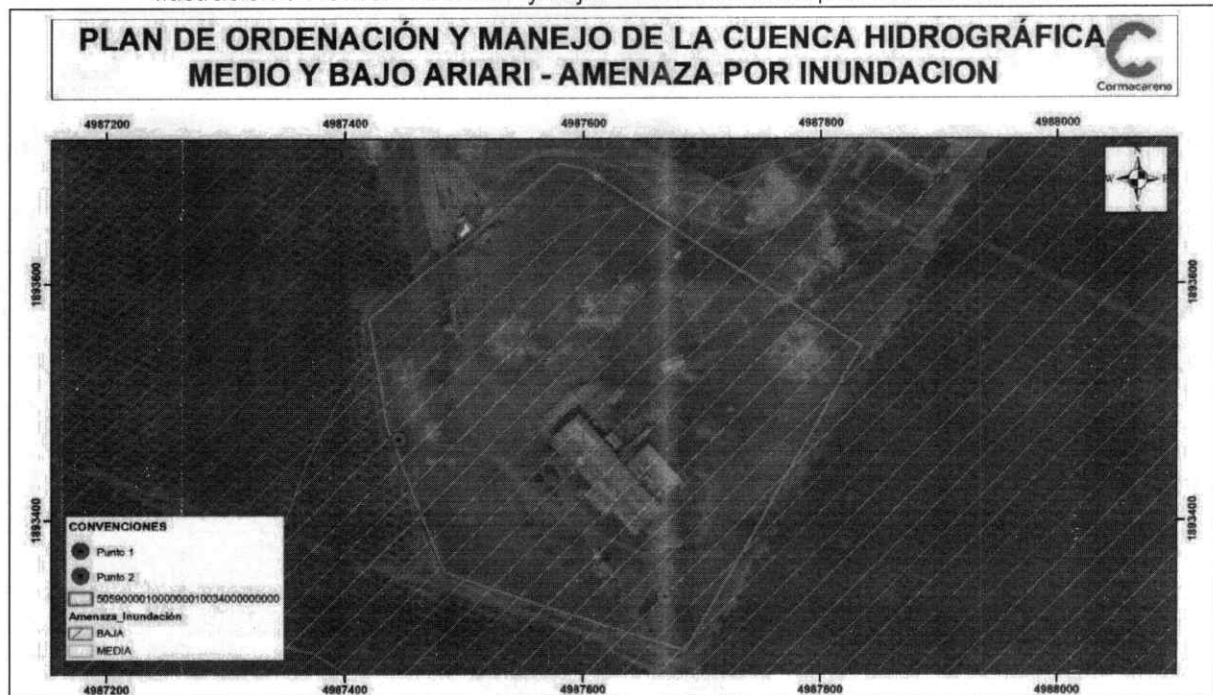 PLAN DE ORDENACIÓN Y MANEJO DE LA CUENCA HIDROGRÁFICA
MEDIO Y BAJO ARIARI - AMENAZA POR INUNDACION
Cormacarena
4987200 4987400 4987600 4987800 4988000
N
W E
S
1893600 1893600
1893400 1893400
CONVENCIONES
Punto 1
Punto 2
Amenaza_Inundación
BAJA
MEDIA
4987200 4987400 4987600 4987800 4988000